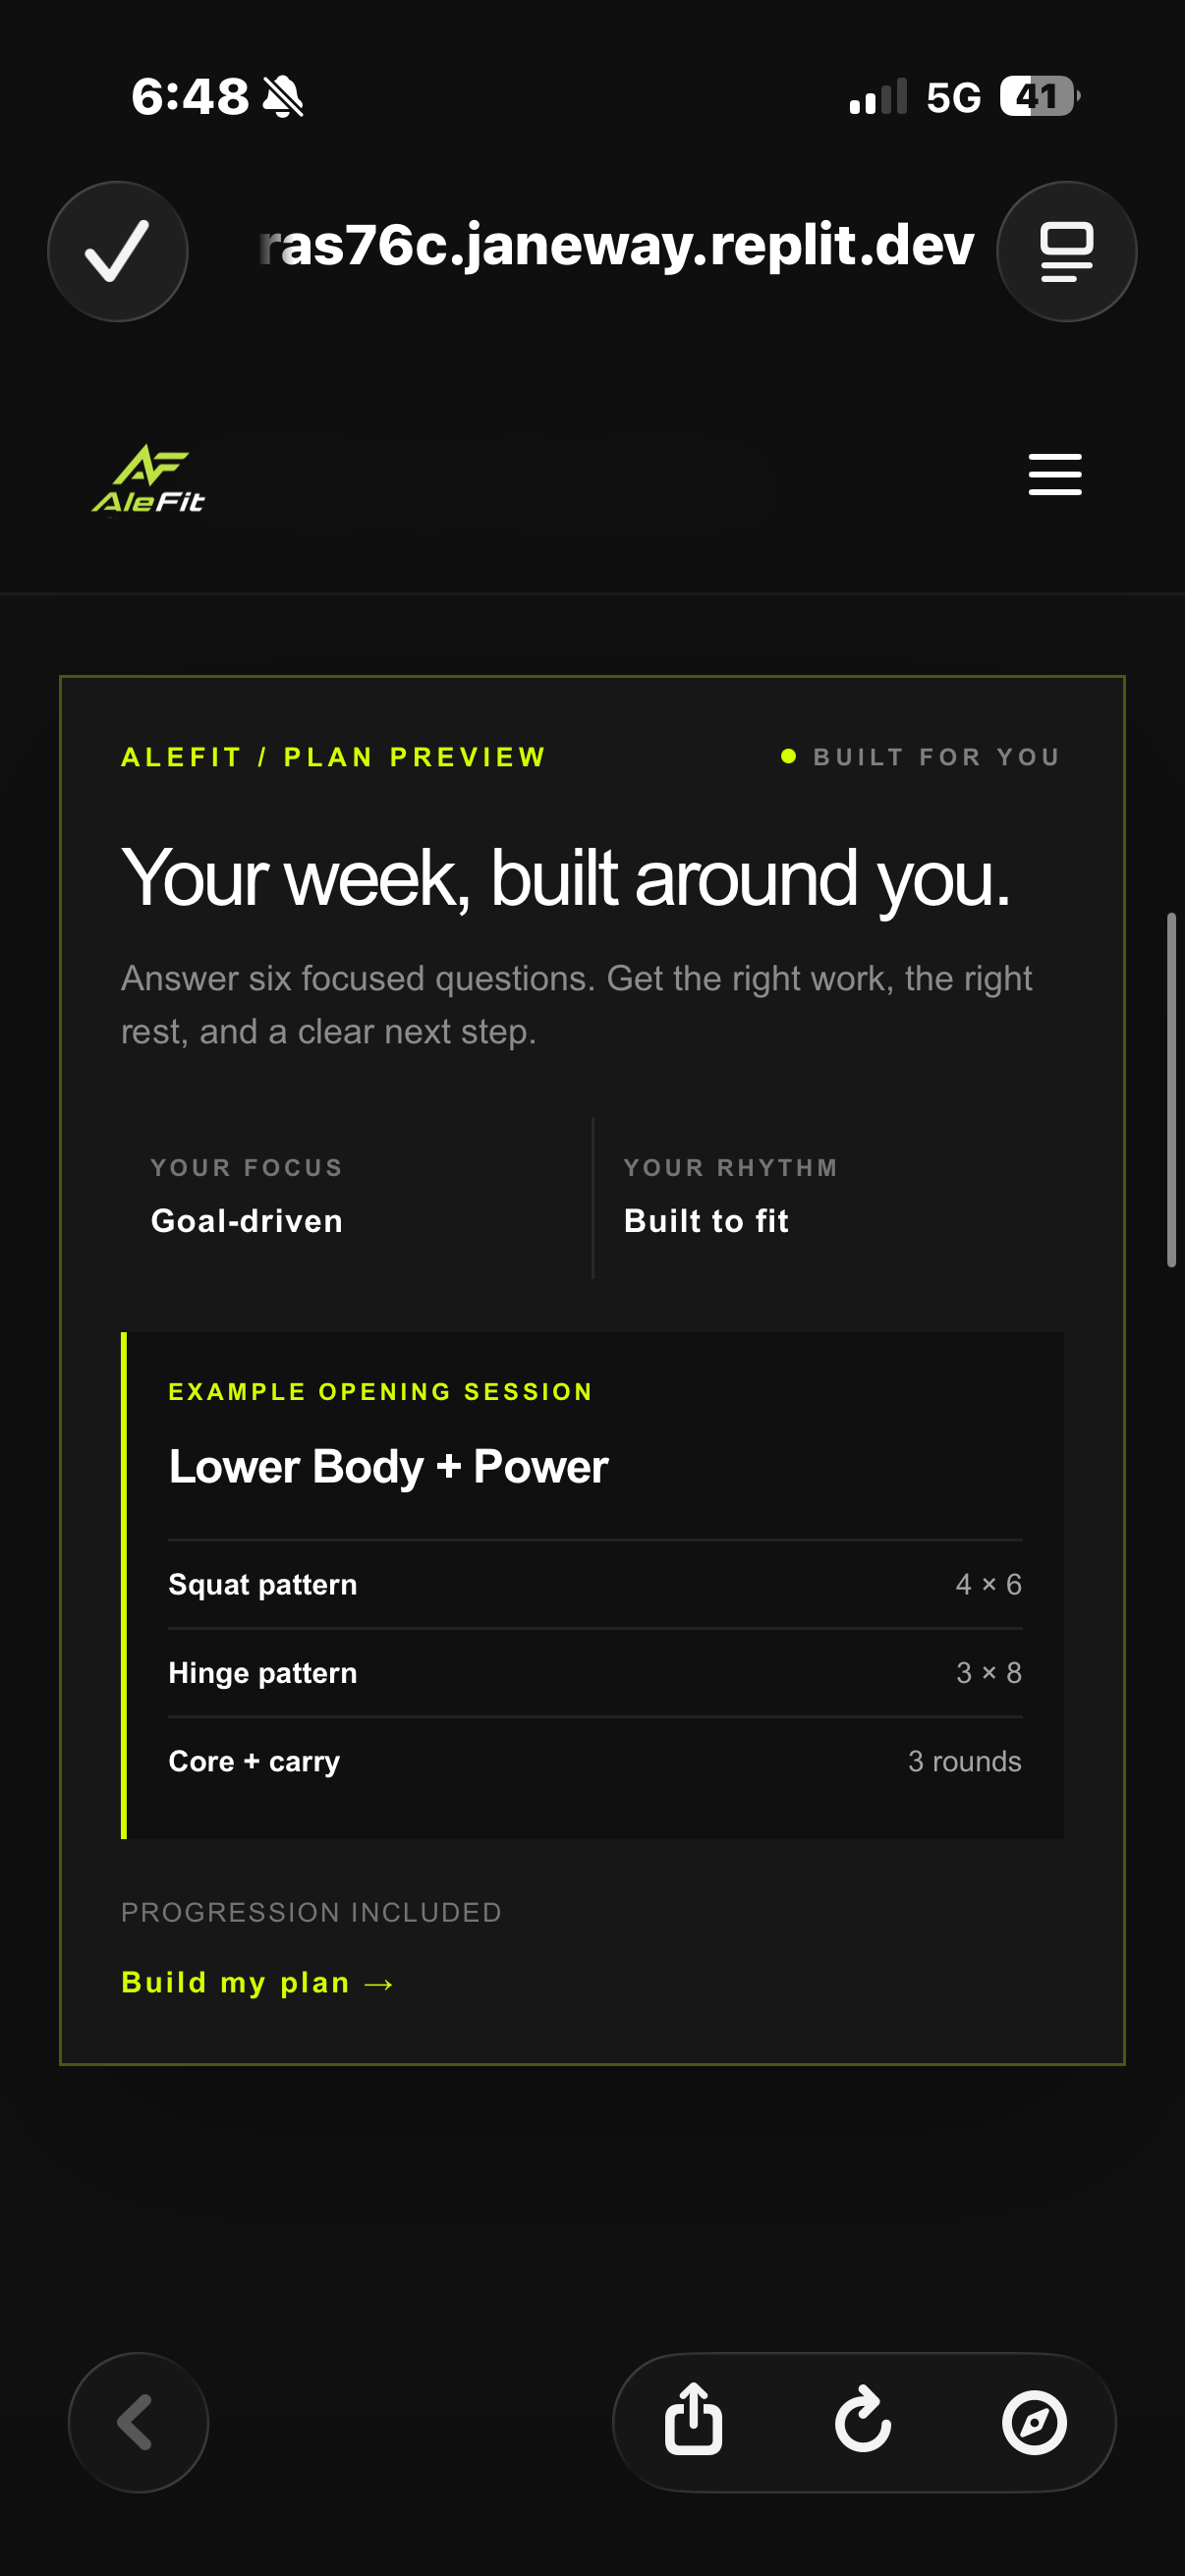 6:48
5G 41
ras76c.janeway.replit.dev
AF
AleFit
ALEFIT / PLAN PREVIEW
BUILT FOR YOU
Your week, built around you.
Answer six focused questions. Get the right work, the right
rest, and a clear next step.
YOUR FOCUS
YOUR RHYTHM
Goal-driven
Built to fit
EXAMPLE OPENING SESSION
Lower Body + Power
Squat pattern 4 × 6
Hinge pattern 3 × 8
Core + carry 3 rounds
PROGRESSION INCLUDED
Build my plan →